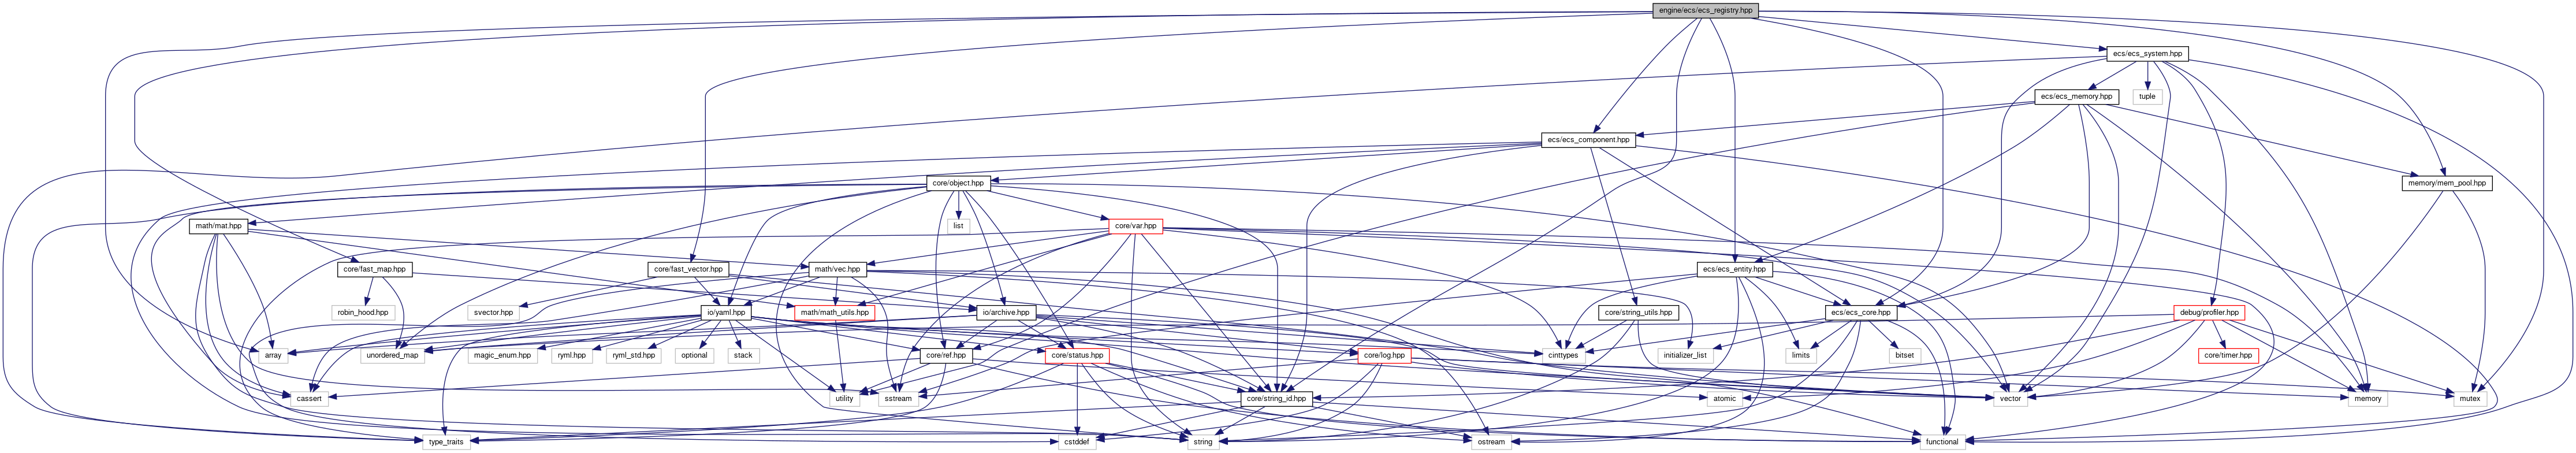 engine/ecs/ecs_registry.hpp
ecs/ecs_system.hpp
ecs/ecs_memory.hpp
tuple
ecs/ecs_component.hpp
core/object.hpp
memory/mem_pool.hpp
math/mat.hpp
list
core/var.hpp
core/fast_map.hpp
core/fast_vector.hpp
math/vec.hpp
ecs/ecs_entity.hpp
robin_hood.hpp
svector.hpp
io/yaml.hpp
math/math_utils.hpp
io/archive.hpp
core/string_utils.hpp
ecs/ecs_core.hpp
debug/profiler.hpp
array
unordered_map
magic_enum.hpp
ryml.hpp
ryml_std.hpp
optional
stack
core/ref.hpp
core/status.hpp
core/log.hpp
cinttypes
initializer_list
limits
bitset
core/timer.hpp
cassert
utility
sstream
core/string_id.hpp
atomic
vector
memory
mutex
type_traits
cstddef
string
ostream
functional